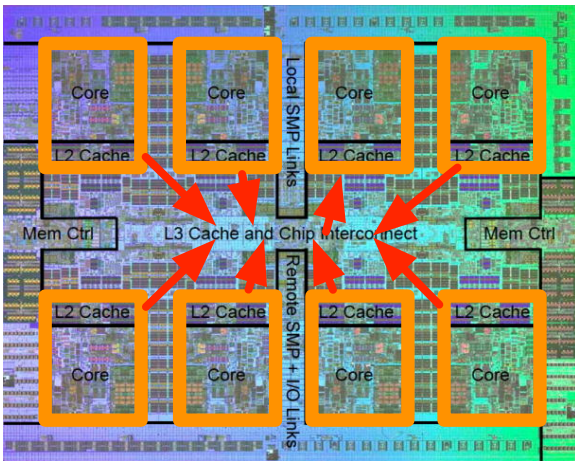 Core
Core
Core
Core
L2 Cache
L2 Cache
L2 Cache
L2 Cache
Local SMP Links
Mem Ctrl
L3 Cache and Chip Interconnect
Mem Ctrl
Remote SMP + I/O Links
L2 Cache
L2 Cache
L2 Cache
L2 Cache
Core
Core
Core
Core